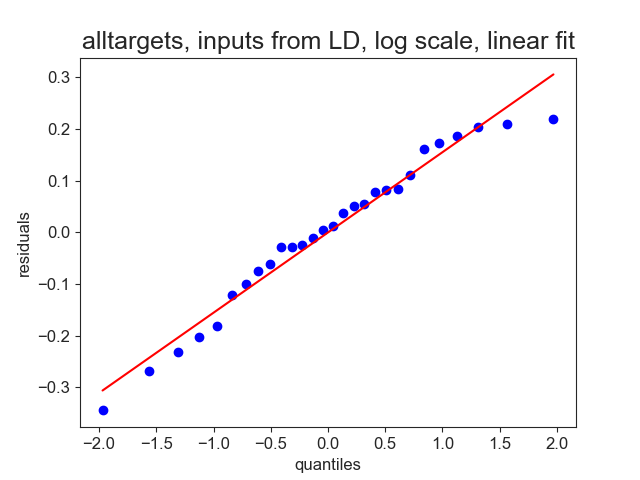 alltargets, inputs from LD, log scale, linear fit
0.3
0.2
0.1
0.0
−0.1
−0.2
−0.3
residuals
−2.0 −1.5 −1.0 −0.5 0.0 0.5 1.0 1.5 2.0
quantiles